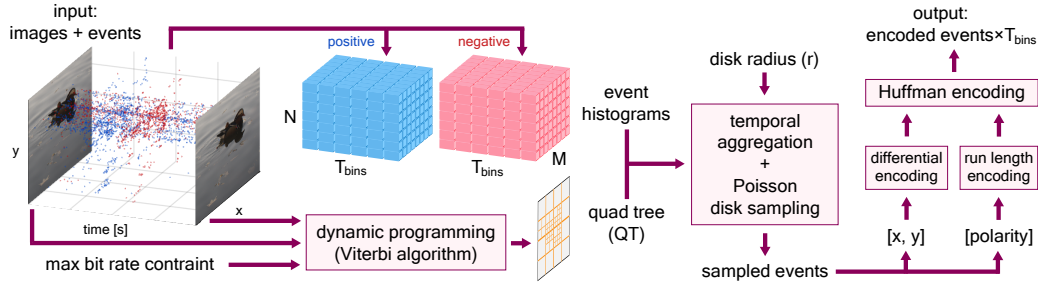 input:
images + events
positive
negative
N
T_bins
T_bins
M
y
x
time [s]
max bit rate contraint
dynamic programming
(Viterbi algorithm)
event
histograms
quad tree
(QT)
disk radius (r)
temporal
aggregation
+
Poisson
disk sampling
sampled events
output:
encoded events×T_bins
Huffman encoding
differential
encoding
run length
encoding
[x, y]
[polarity]